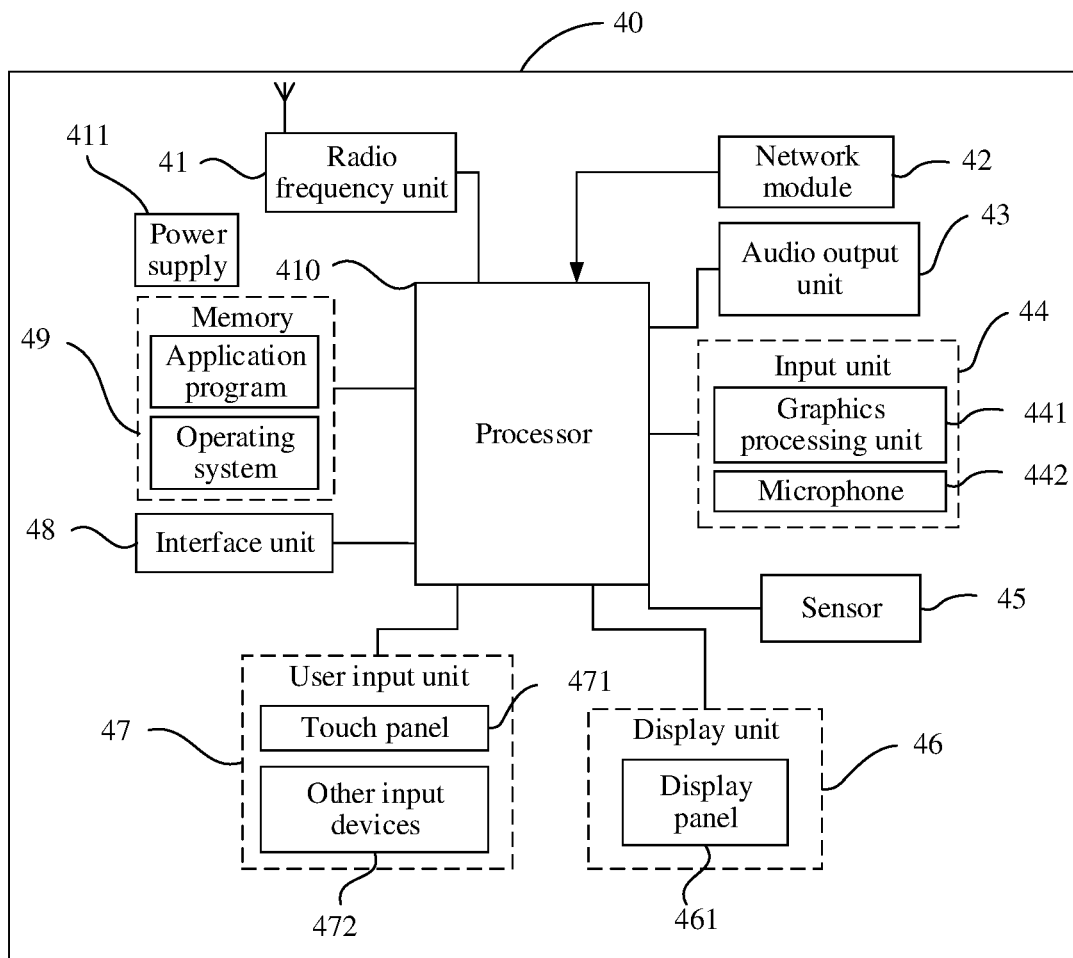 40
411
41
Radio
frequency unit
Network
module
42
43
Power
supply
410
Audio output
unit
49
Memory
Application
program
Operating
system
44
Input unit
Graphics
processing unit
441
Microphone
442
Processor
48
Interface unit
Sensor
45
User input unit
471
47
Touch panel
Other input
devices
472
Display unit
46
Display
panel
461